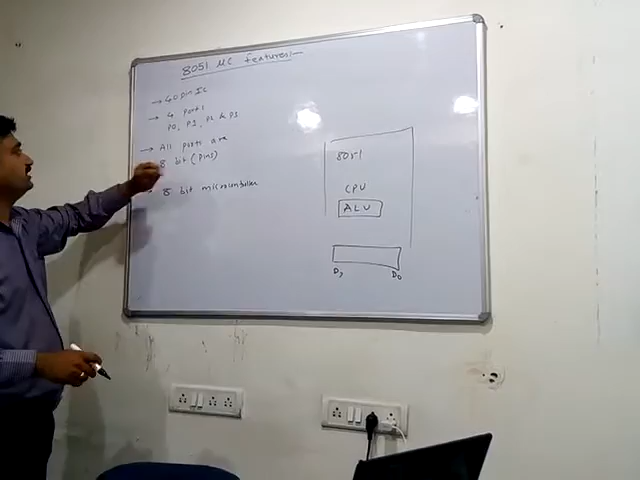 8051 µC features:-
→ 40 pin IC
→ 4 ports
P0, P1, P2 & P3
→ All ports are
8 bit (pins)
→ 8 bit microcontroller
8051
CPU
ALU
D7 D0